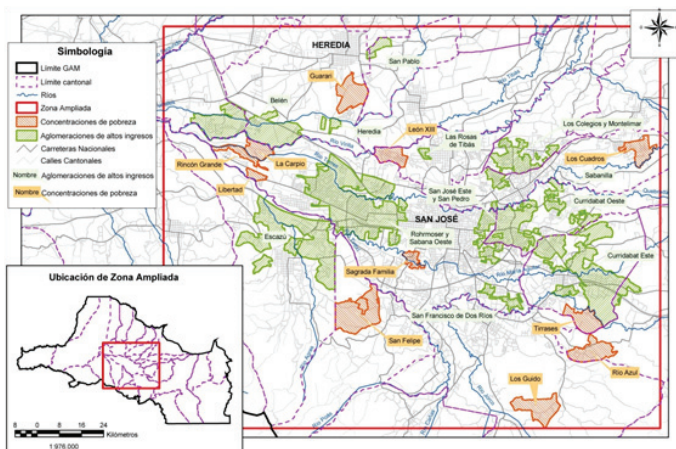 Simbología
Límite GAM
Límite cantonal
Ríos
Zona Ampliada
Concentraciones de pobreza
Aglomeraciones de altos ingresos
Carreteras Nacionales
Calles Cantonales
Nombre Aglomeraciones de altos ingresos
Nombre Concentraciones de pobreza
HEREDIA
San Pablo
Guararí
Belén
Heredia
León XIII
Las Rosas
de Tibás
Los Colegios y Montelimar
Los Cuadros
Sabanilla
Rincón Grande
La Carpio
Libertad
San José Este
y San Pedro
Curridabat Oeste
SAN JOSÉ
Escazú
Rohrmoser y
Sabana Oeste
Curridabat Este
Sagrada Familia
San Francisco de Dos Ríos
Tirrases
San Felipe
Río Azul
Los Guido
Río Virilla
Ubicación de Zona Ampliada
8 0 8 16 24
Kilómetros
1:976.000